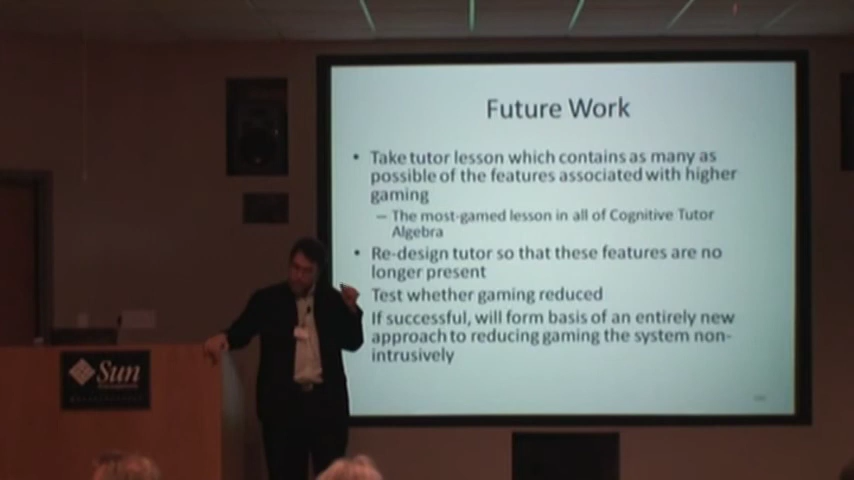 Future Work
• Take tutor lesson which contains as many as
possible of the features associated with higher
gaming
– The most-gamed lesson in all of Cognitive Tutor
Algebra
• Re-design tutor so that these features are no
longer present
Test whether gaming reduced
If successful, will form basis of an entirely new
approach to reducing gaming the system non-
intrusively
Sun